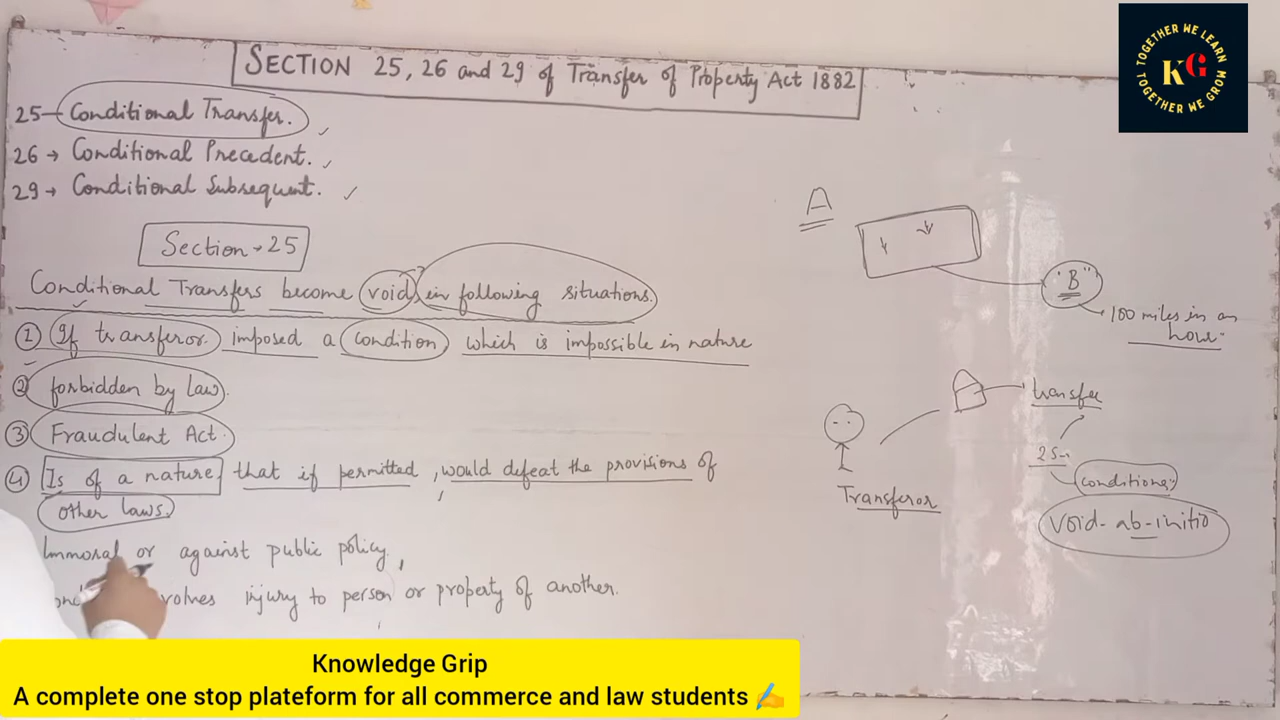 SECTION 25, 26 and 29 of Transfer of Property Act 1882
25 Conditional Transfer.
26 → Conditional Precedent.
29 → Conditional Subsequent.
Section → 25
Conditional Transfers become void in following situations.
① If transferor imposed a condition which is impossible in nature
② forbidden by law.
③ Fraudulent Act.
④ Is of a nature that if permitted, would defeat the provisions of
other laws.
Immoral or against public policy,
injury to person or property of another.
A
"B"
100 miles in an
hour"
transfer
25
conditions
void-ab-initio
Transferor
TOGETHER WE LEARN
KG
TOGETHER WE GROW
Knowledge Grip
A complete one stop plateform for all commerce and law students ✍